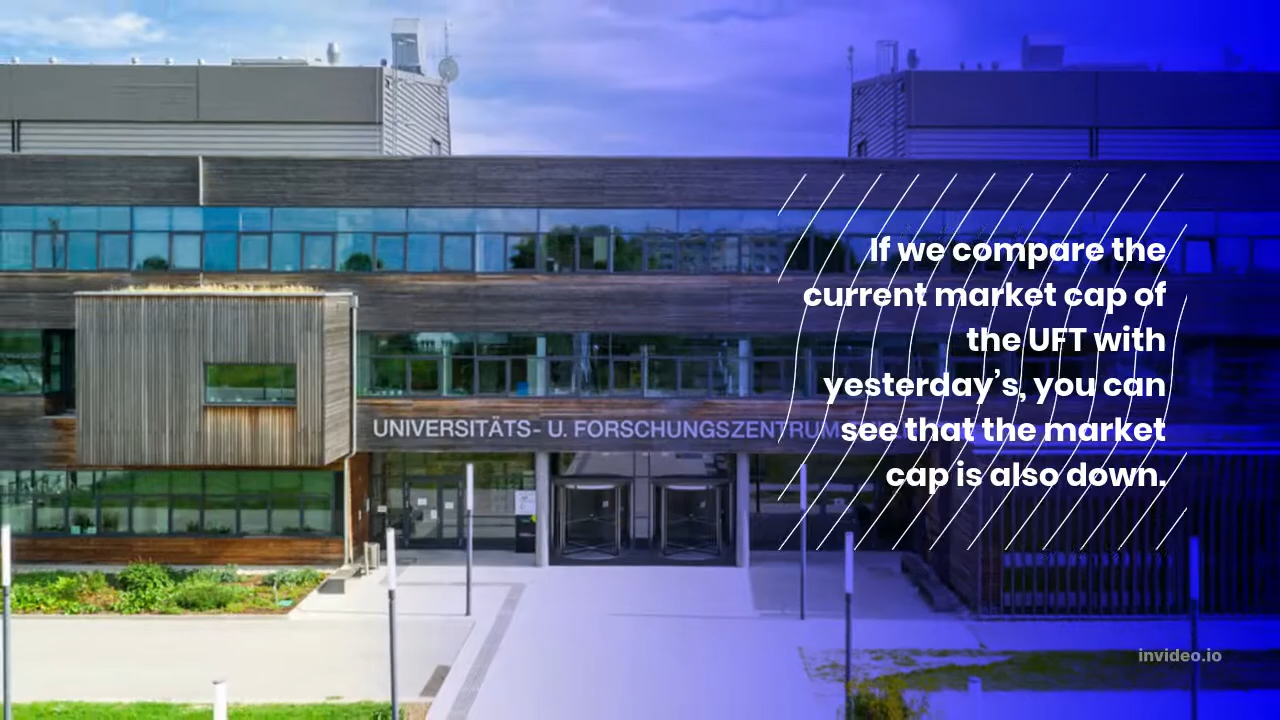 If we compare the
current market cap of
the UFT with
yesterday's, you can
see that the market
cap is also down.
UNIVERSITÄTS- U. FORSCHUNGSZENTRUM
invideo.io